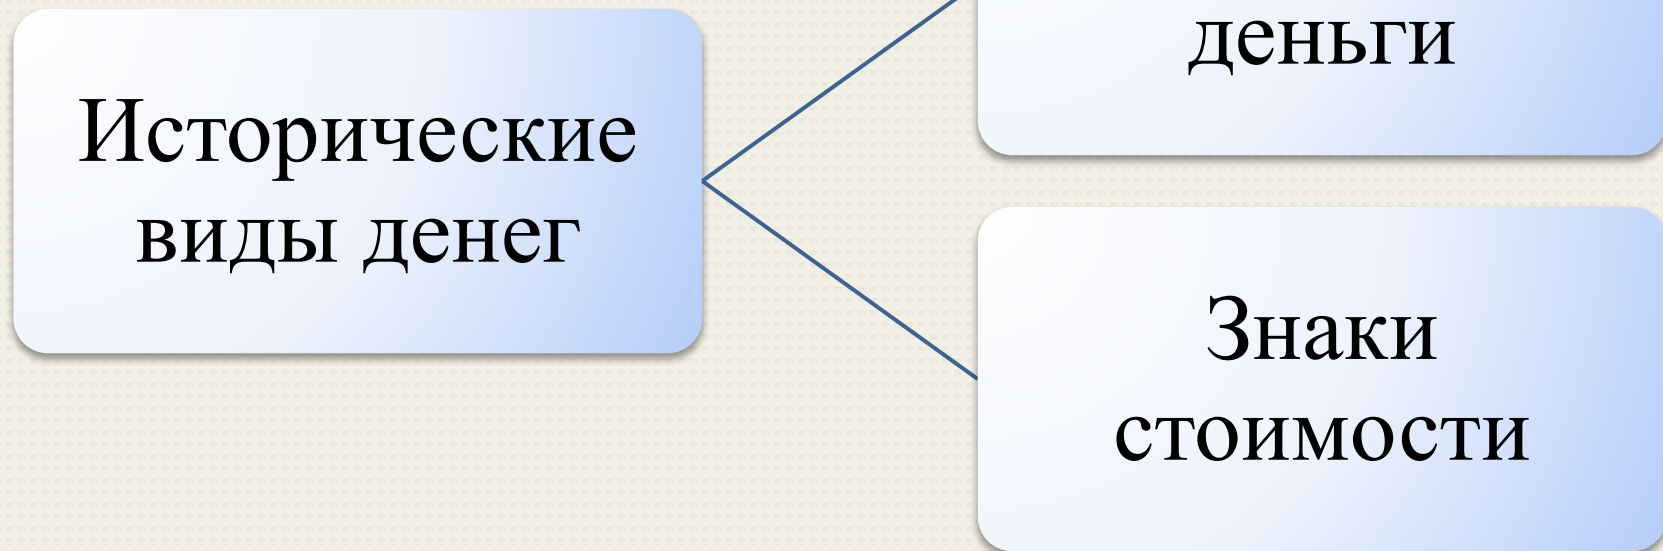 Исторические
виды денег
деньги
Знаки
стоимости